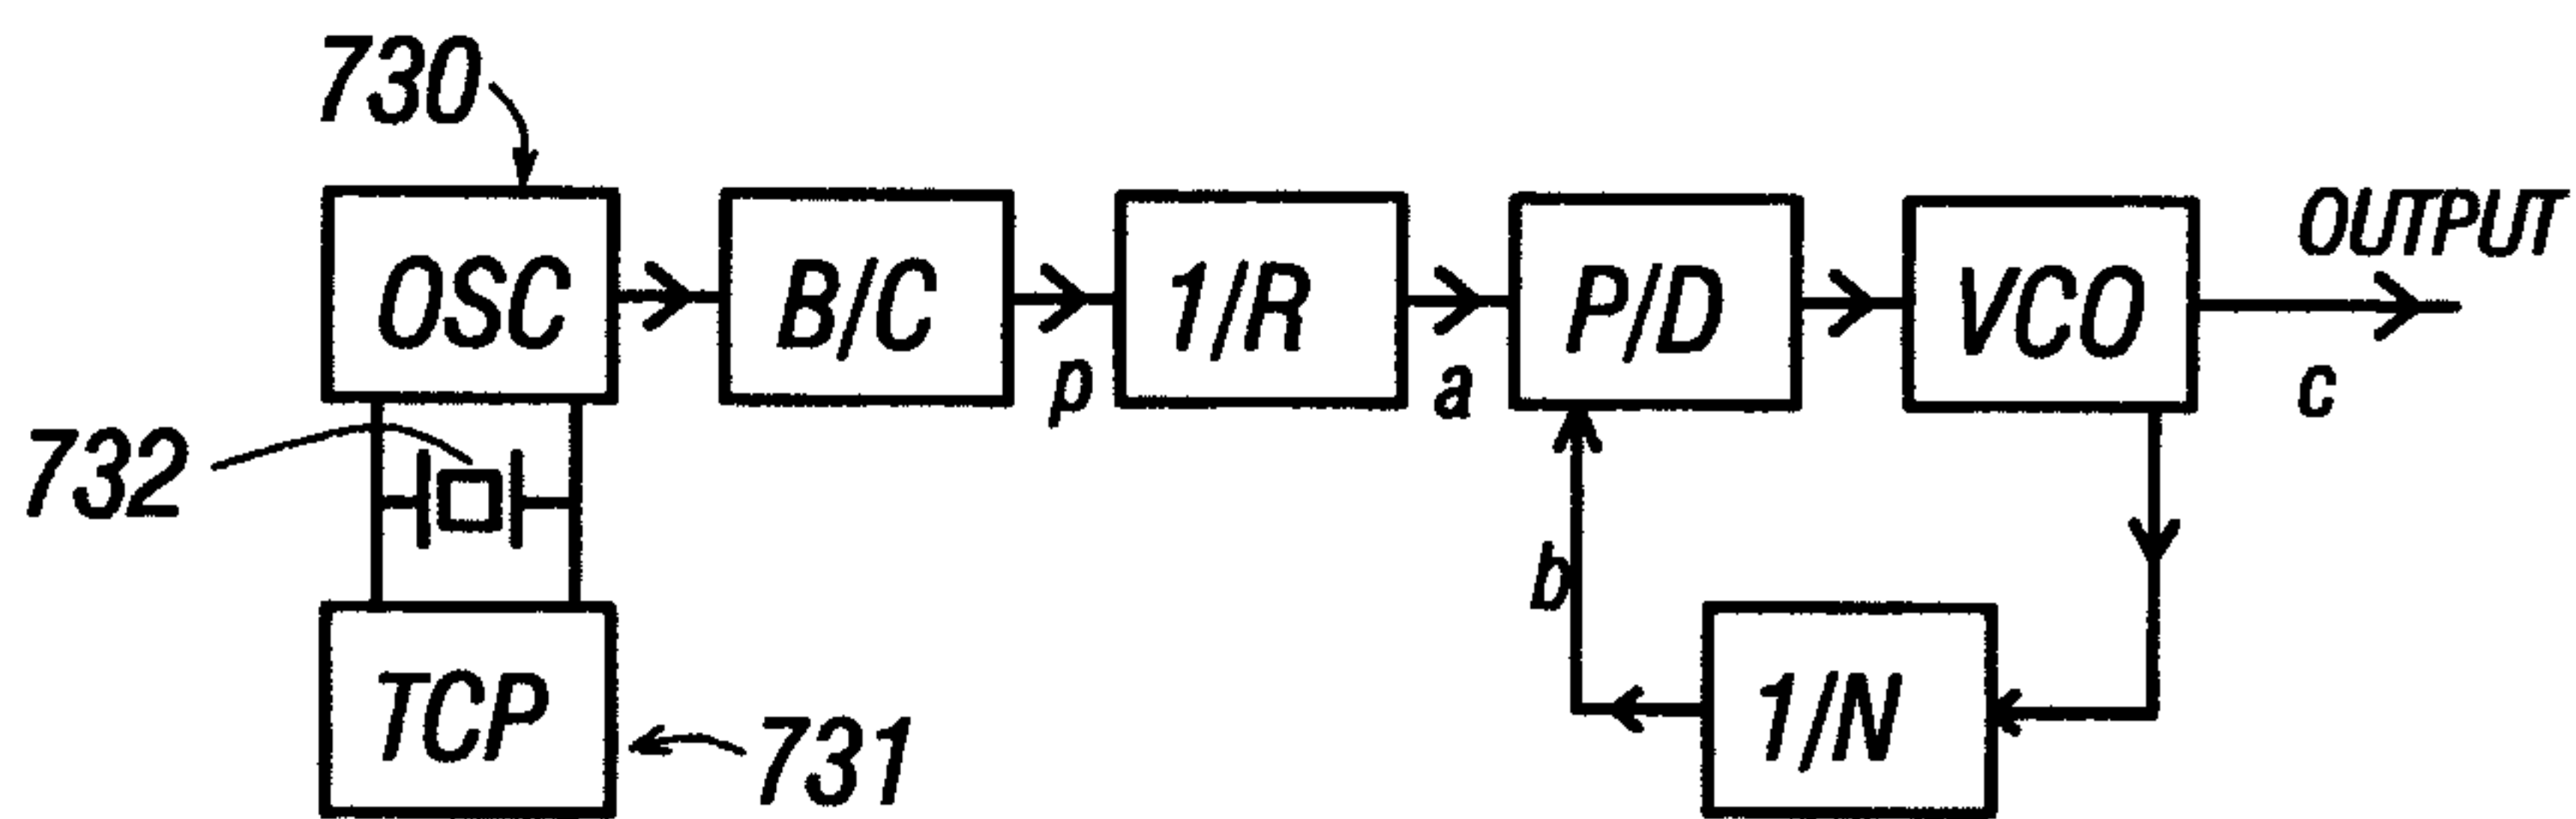 730
OUTPUT
OSC
B/C
1/R
P/D
VCO
p
a
c
732
b
TCP
731
1/N